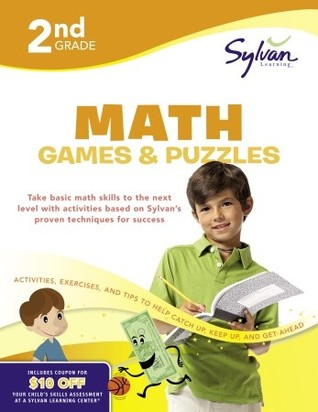 2nd
GRADE
Sylvan
Learning
MATH
GAMES & PUZZLES
Take basic math skills to the next
level with activities based on Sylvan's
proven techniques for success
ACTIVITIES, EXERCISES, AND TIPS TO HELP CATCH UP, KEEP UP, AND GET AHEAD
INCLUDES COUPON FOR
$10 OFF
YOUR CHILD'S SKILLS ASSESSMENT
AT A SYLVAN LEARNING CENTER®